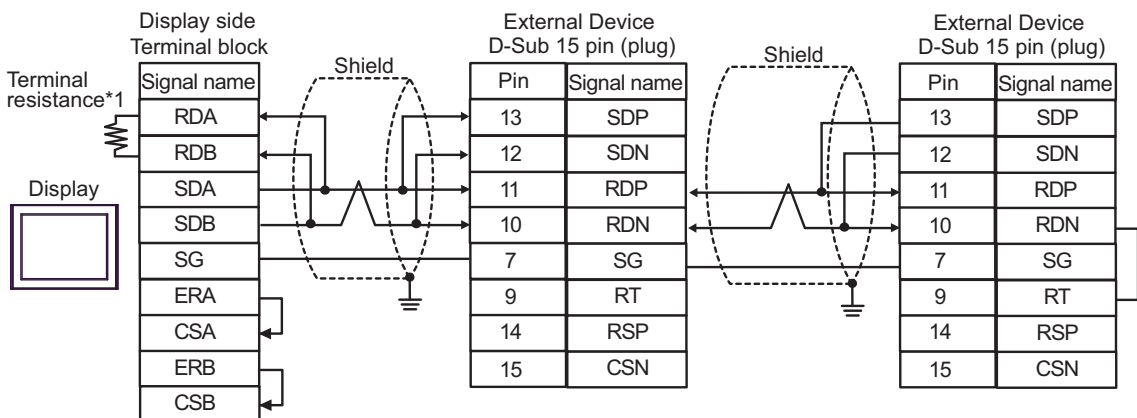 Display side
Terminal block
External Device
D-Sub 15 pin (plug)
External Device
D-Sub 15 pin (plug)
Terminal
resistance*1
Shield
Shield
Display
Signal name
RDA
RDB
SDA
SDB
SG
ERA
CSA
ERB
CSB
Pin Signal name
13 SDP
12 SDN
11 RDP
10 RDN
7 SG
9 RT
14 RSP
15 CSN
Pin Signal name
13 SDP
12 SDN
11 RDP
10 RDN
7 SG
9 RT
14 RSP
15 CSN